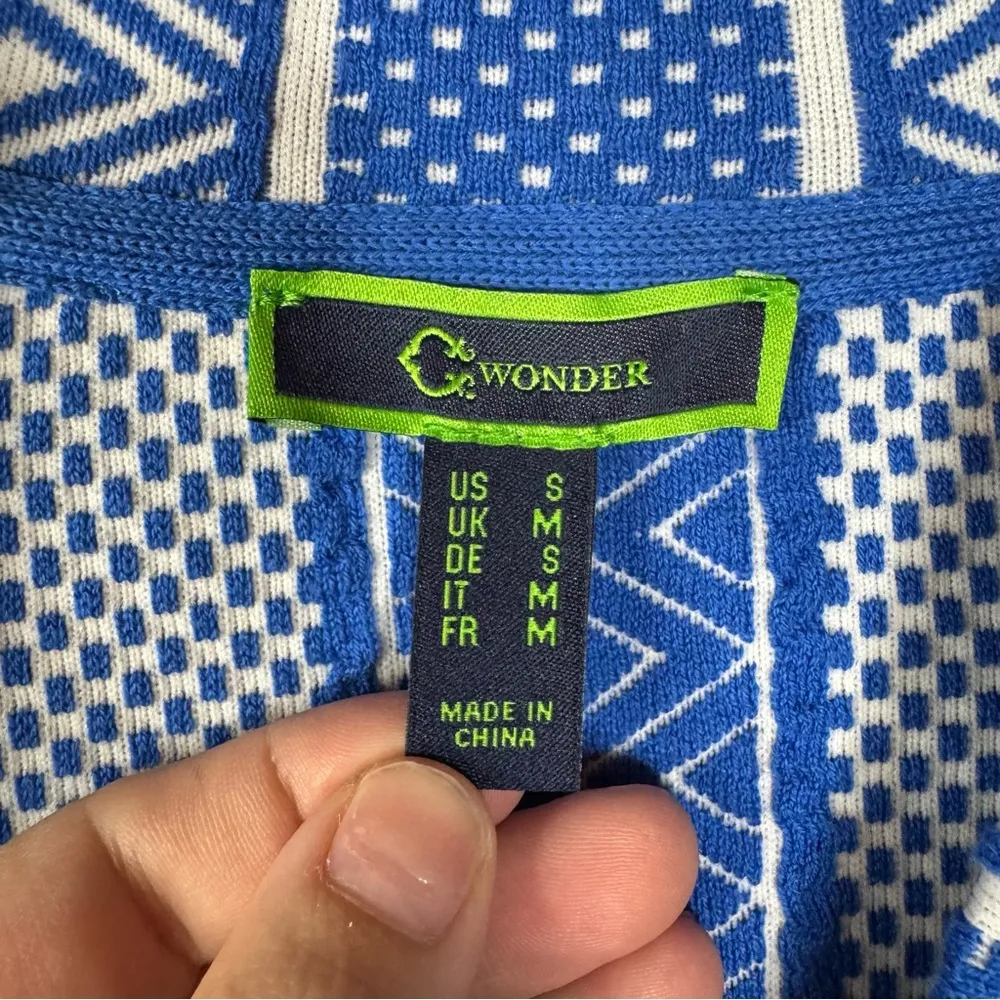 C WONDER
US S
UK M
DE S
IT M
FR M
MADE IN
CHINA